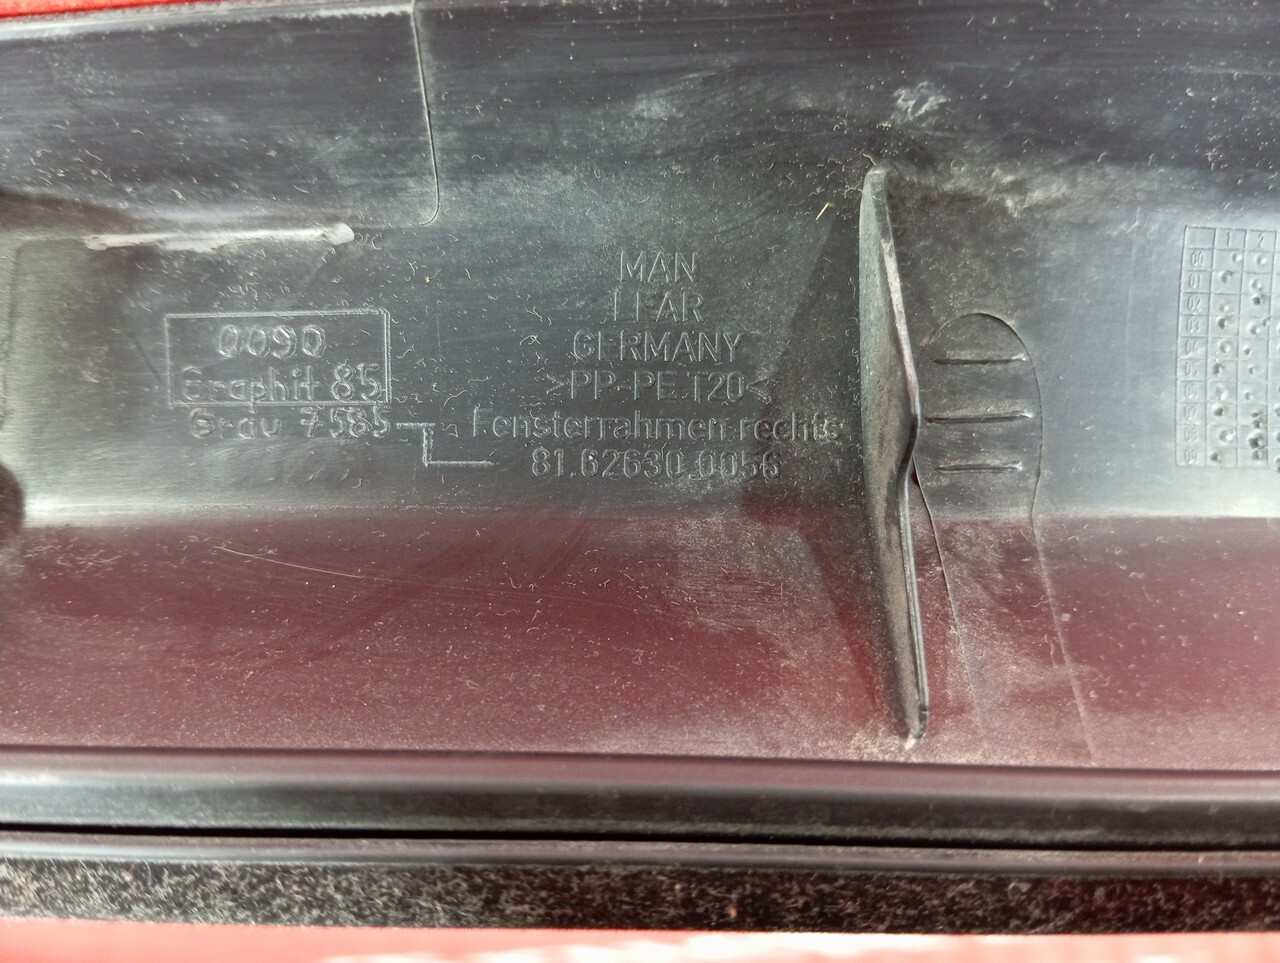 MAN
LEAR
GERMANY
>PP-PE.T20<
Fensterrahmen rechts
81.62630.0056
0090
Graphit 85
Grau 7585